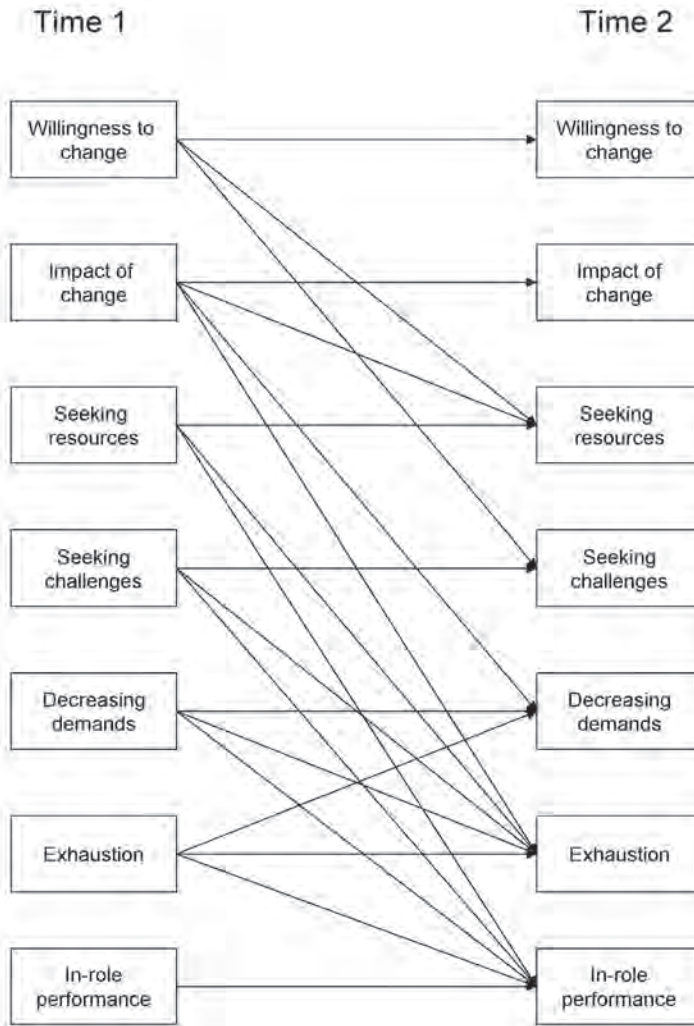 Time 1
Time 2
Willingness to
change
Willingness to
change
Impact of
change
Impact of
change
Seeking
resources
Seeking
resources
Seeking
challenges
Seeking
challenges
Decreasing
demands
Decreasing
demands
Exhaustion
Exhaustion
In-role
performance
In-role
performance